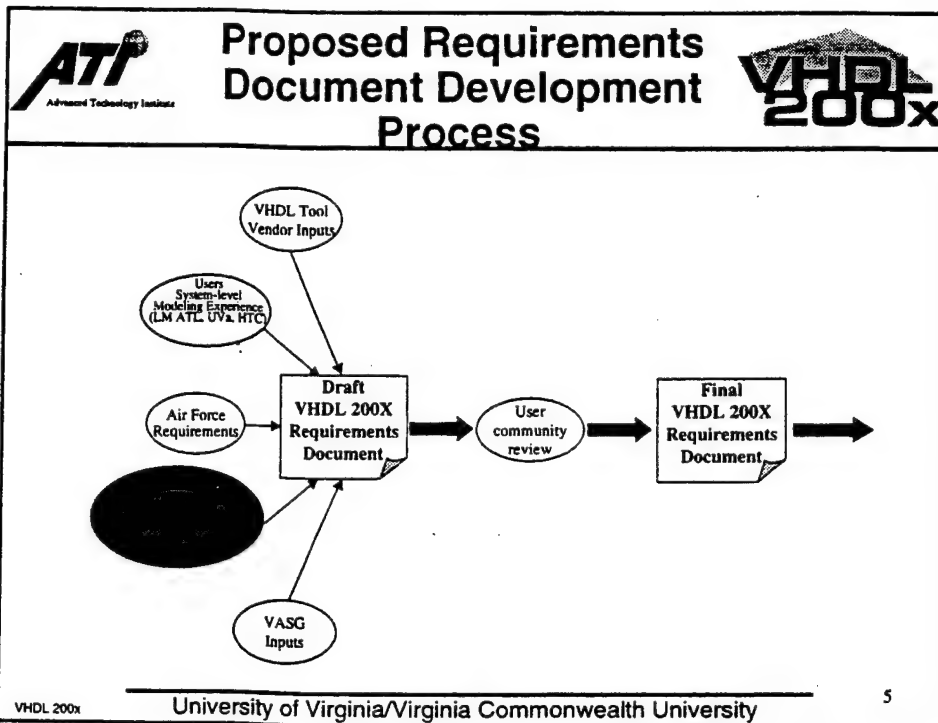 ATI
Advanced Technology Institute
Proposed Requirements
Document Development
Process
VHDL
200x
VHDL Tool
Vendor Inputs
Users
System-level
Modeling Experience
(LM ATL, UVa, HTC)
Air Force
Requirements
Draft
VHDL 200X
Requirements
Document
User
community
review
Final
VHDL 200X
Requirements
Document
VASG
Inputs
VHDL 200x
University of Virginia/Virginia Commonwealth University
5